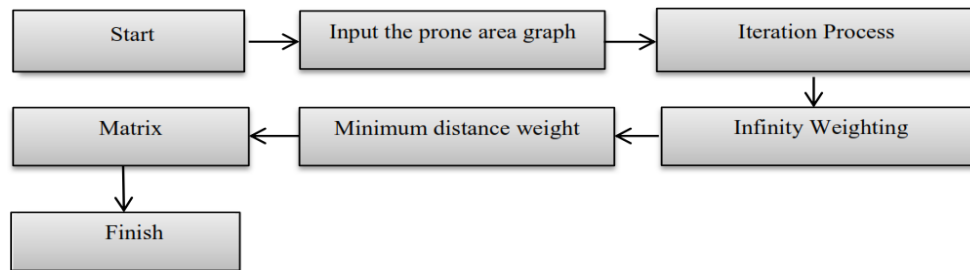 Start
Input the prone area graph
Iteration Process
Infinity Weighting
Minimum distance weight
Matrix
Finish